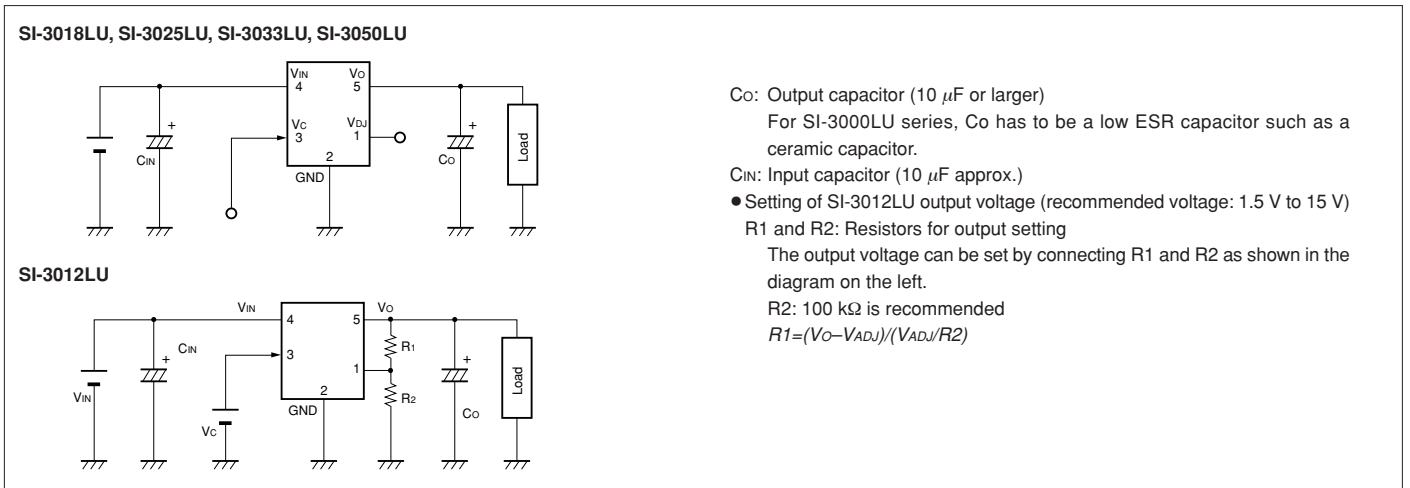 SI-3018LU, SI-3025LU, SI-3033LU, SI-3050LU
VIN
4
VO
5
VC
3
VDJ
1
2
GND
CIN
+
CO
+
Load
SI-3012LU
VIN
VO
4
5
CIN
+
3
1
R1
R2
2
GND
VIN
VC
+
CO
Load
CO: Output capacitor (10 μF or larger)
For SI-3000LU series, Co has to be a low ESR capacitor such as a
ceramic capacitor.
CIN: Input capacitor (10 μF approx.)
● Setting of SI-3012LU output voltage (recommended voltage: 1.5 V to 15 V)
R1 and R2: Resistors for output setting
The output voltage can be set by connecting R1 and R2 as shown in the
diagram on the left.
R2: 100 kΩ is recommended
R1=(VO–VADJ)/(VADJ/R2)